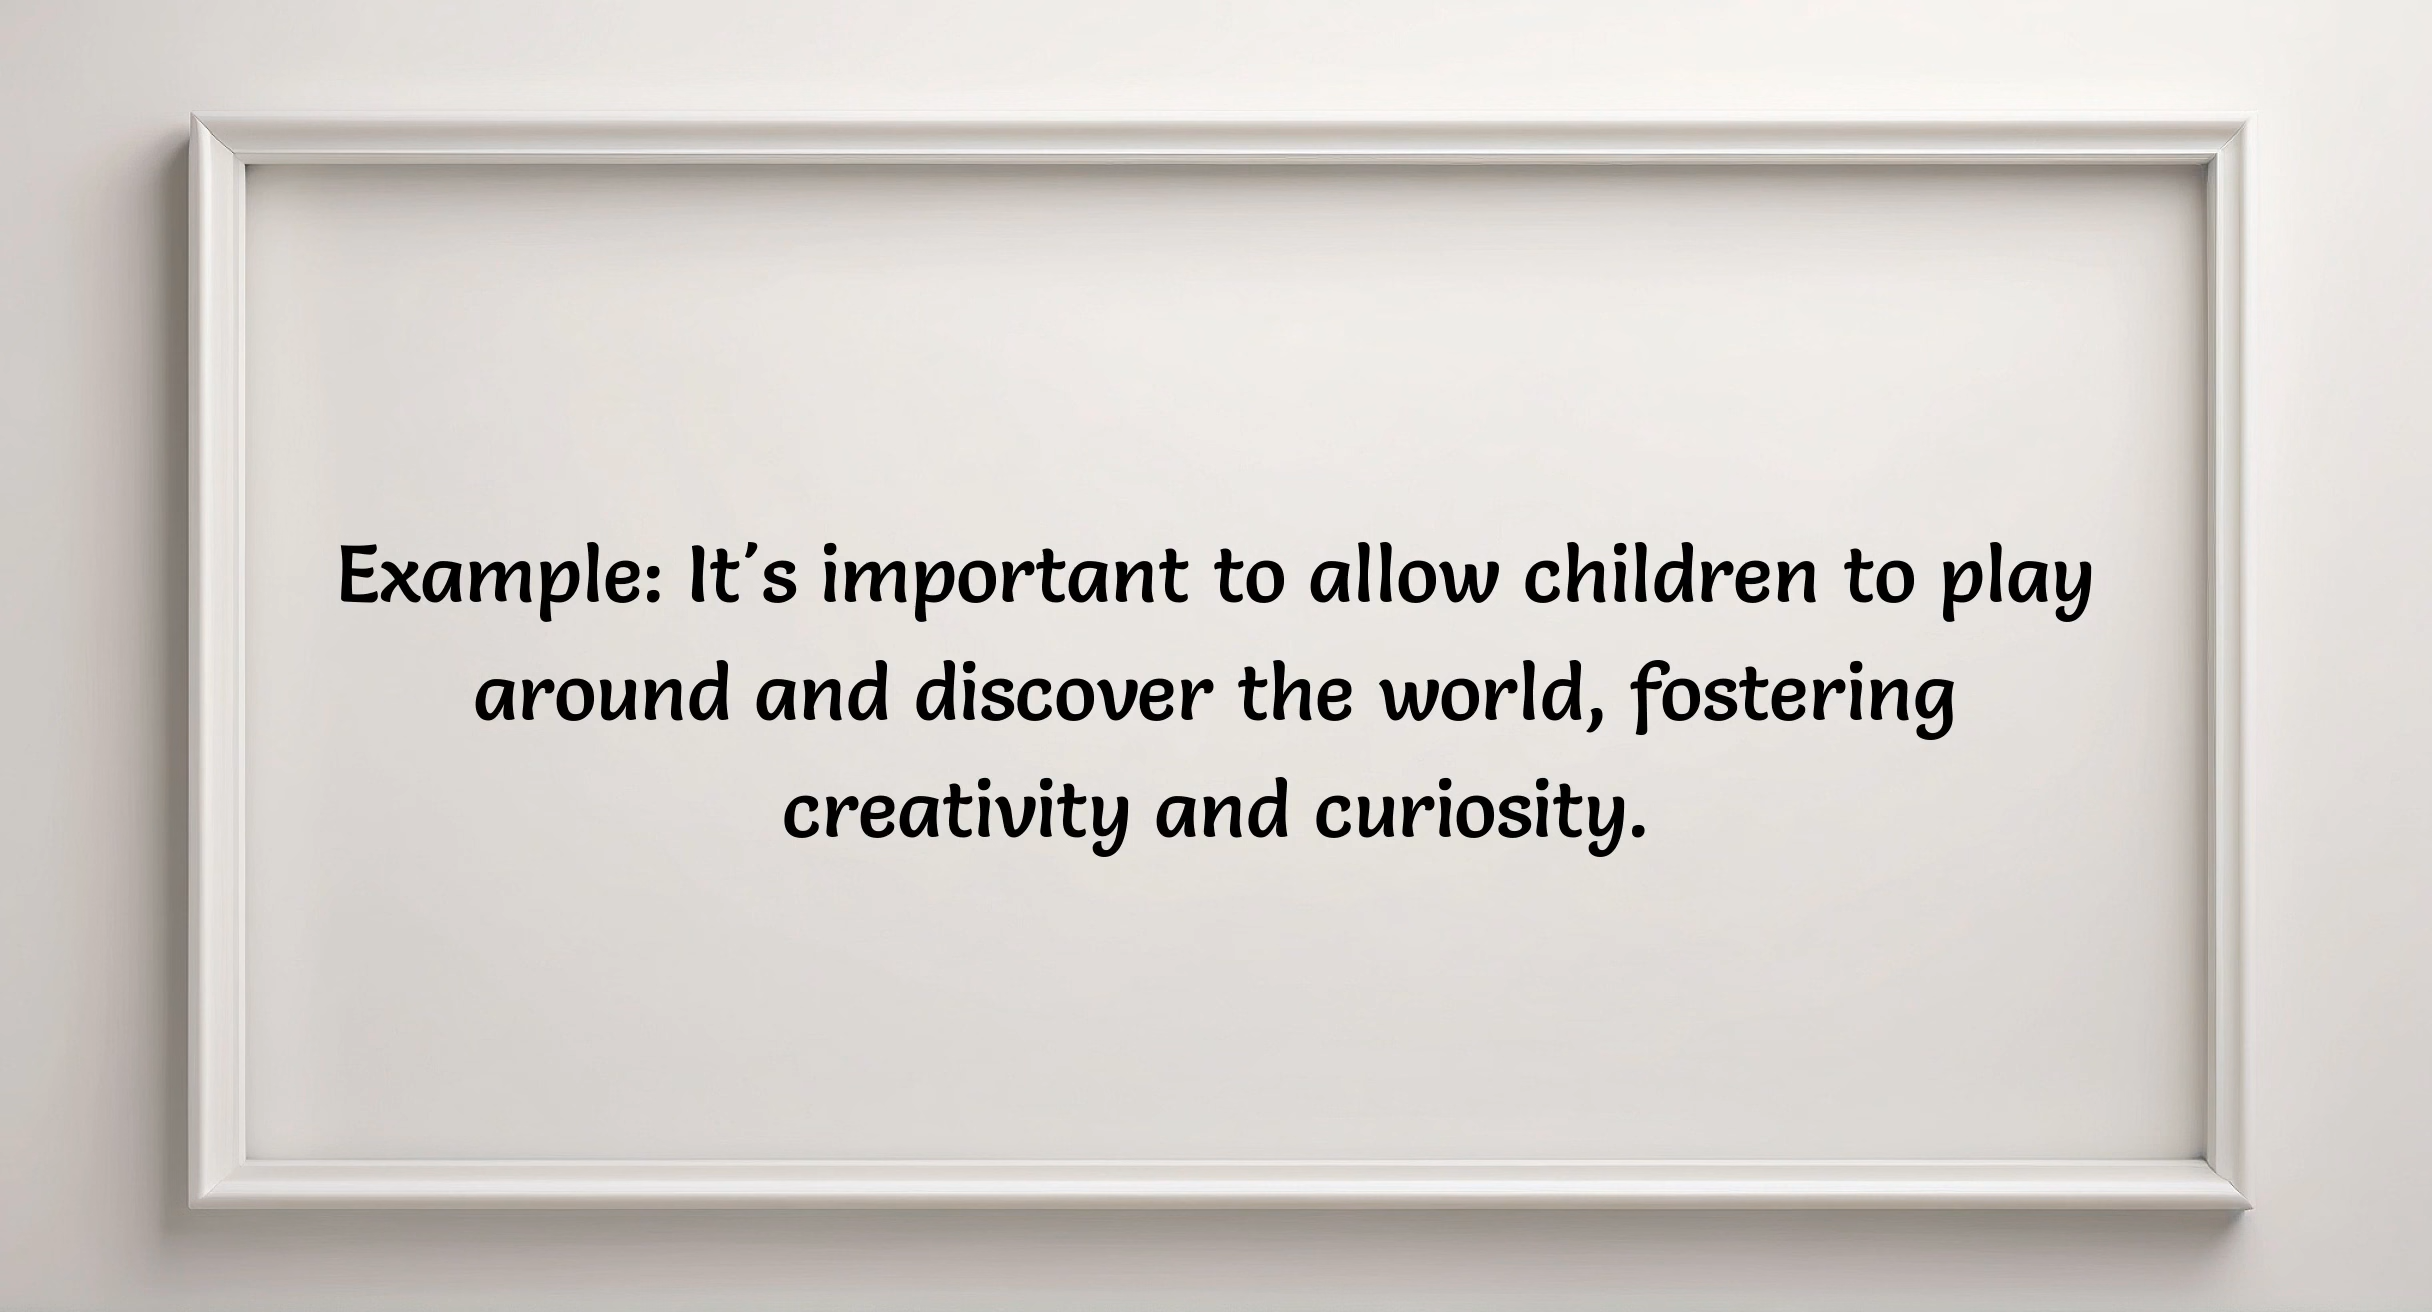 Example: It's important to allow children to play
around and discover the world, fostering
creativity and curiosity.